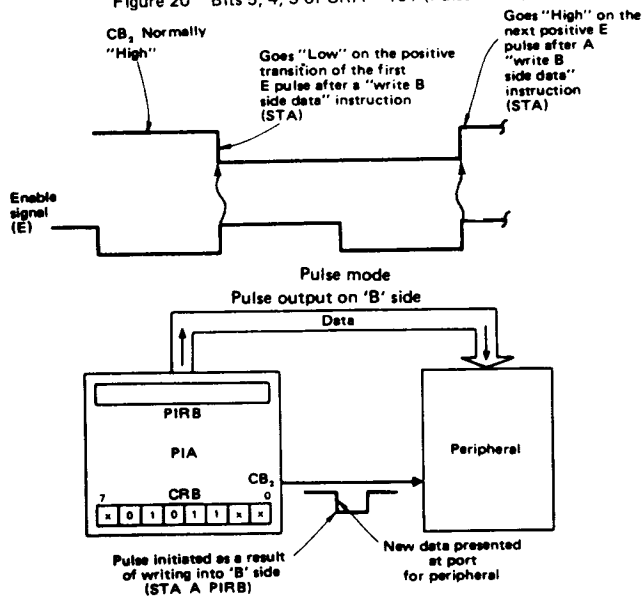 Figure 20 Bits 3, 4, 5 of
Goes "High" on the
next positive E
pulse after A
"write B
side data"
instruction
(STA)
CB₂ Normally
"High"
Goes "Low" on the positive
transition of the first
E pulse after a "write B
side data" instruction
(STA)
Enable
signal
(E)
Pulse mode
Pulse output on 'B' side
Data
PIRB
PIA
CB₂
CRB
7 0
x 0 1 0 1 1 x x
Peripheral
Pulse initiated as a result
of writing into 'B' side
(STA A PIRB)
New data presented
at port
for peripheral